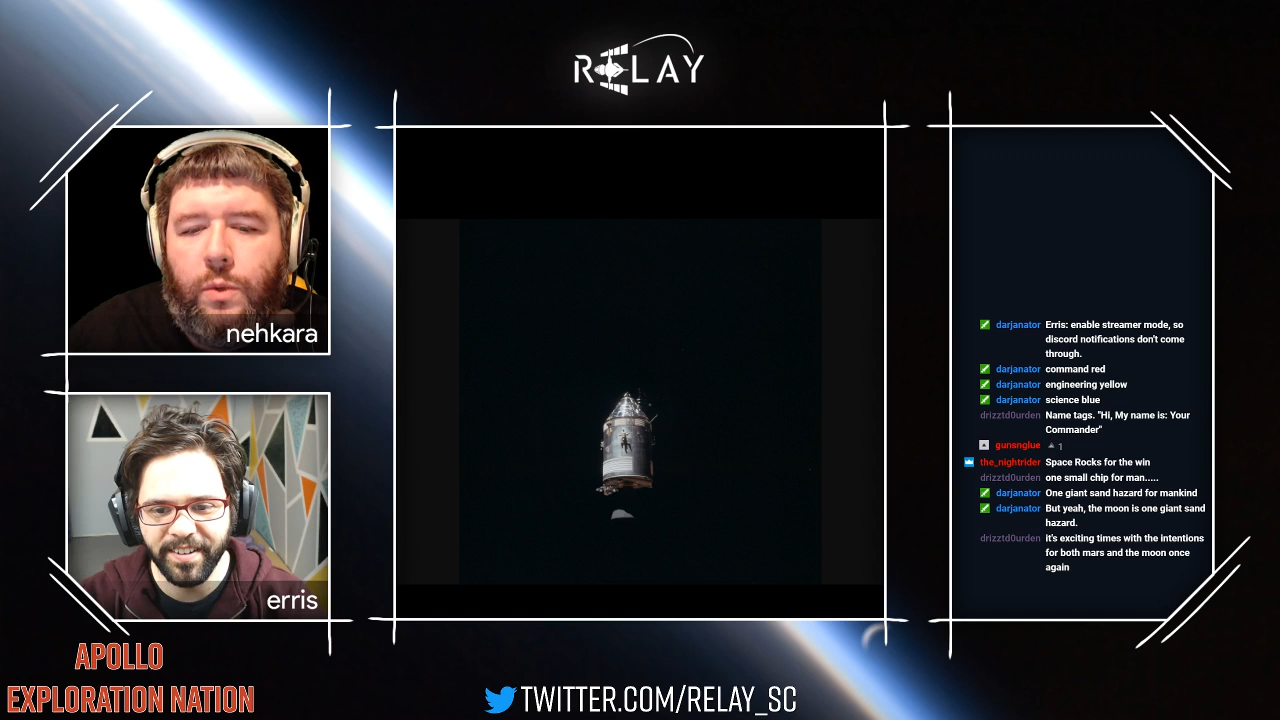 RELAY
nehkara
erris
darjanator Erris: enable streamer mode, so
discord notifications don't come
through.
darjanator command red
darjanator engineering yellow
darjanator science blue
drizztd0urden Name tags. "Hi, My name is: Your
Commander"
gunsnglue 1
the_nightrider Space Rocks for the win
drizztd0urden one small chip for man.....
darjanator One giant sand hazard for mankind
darjanator But yeah, the moon is one giant sand
hazard.
drizztd0urden it's exciting times with the intentions
for both mars and the moon once
again
APOLLO
EXPLORATION NATION
TWITTER.COM/RELAY_SC